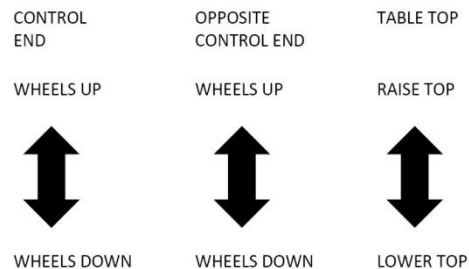 CONTROL
END
WHEELS UP
WHEELS DOWN
OPPOSITE
CONTROL END
WHEELS UP
WHEELS DOWN
TABLE TOP
RAISE TOP
LOWER TOP